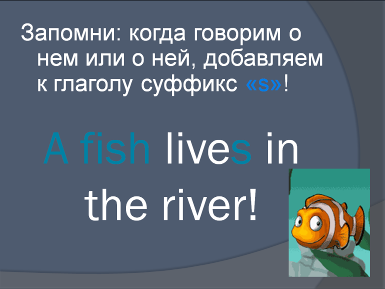 Запомни: когда говорим о
нем или о ней, добавляем
к глаголу суффикс «s»!
A fish lives in
the river!